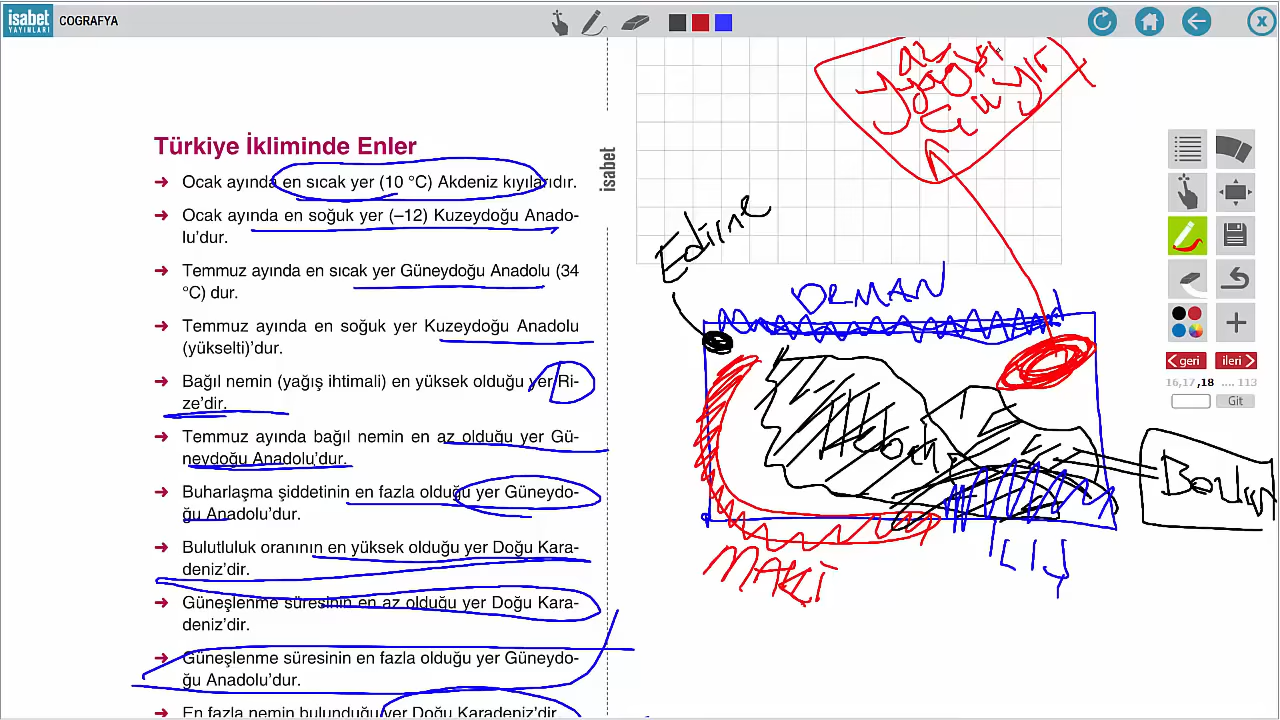 isabet
YAYINLARI
COGRAFYA
Türkiye İkliminde Enler
➔ Ocak ayında en sıcak yer (10 °C) Akdeniz kıyılarıdır.
➔ Ocak ayında en soğuk yer (–12) Kuzeydoğu Anado-
lu’dur.
➔ Temmuz ayında en sıcak yer Güneydoğu Anadolu (34
°C) dur.
➔ Temmuz ayında en soğuk yer Kuzeydoğu Anadolu
(yükselti)’dur.
➔ Bağıl nemin (yağış ihtimali) en yüksek olduğu yer Ri-
ze’dir.
➔ Temmuz ayında bağıl nemin en az olduğu yer Gü-
neydoğu Anadolu’dur.
➔ Buharlaşma şiddetinin en fazla olduğu yer Güneydo-
ğu Anadolu’dur.
➔ Bulutluluk oranının en yüksek olduğu yer Doğu Kara-
deniz’dir.
➔ Güneşlenme süresinin en az olduğu yer Doğu Kara-
deniz’dir.
➔ Güneşlenme süresinin en fazla olduğu yer Güneydo-
ğu Anadolu’dur.
➔ En fazla nemin bulunduğu yer Doğu Karadeniz’dir
isabet
yaz
yağışı
Çayır
Edirne
ORMAN
MAKİ
geri
ileri
16,17,18 .... 113
Git